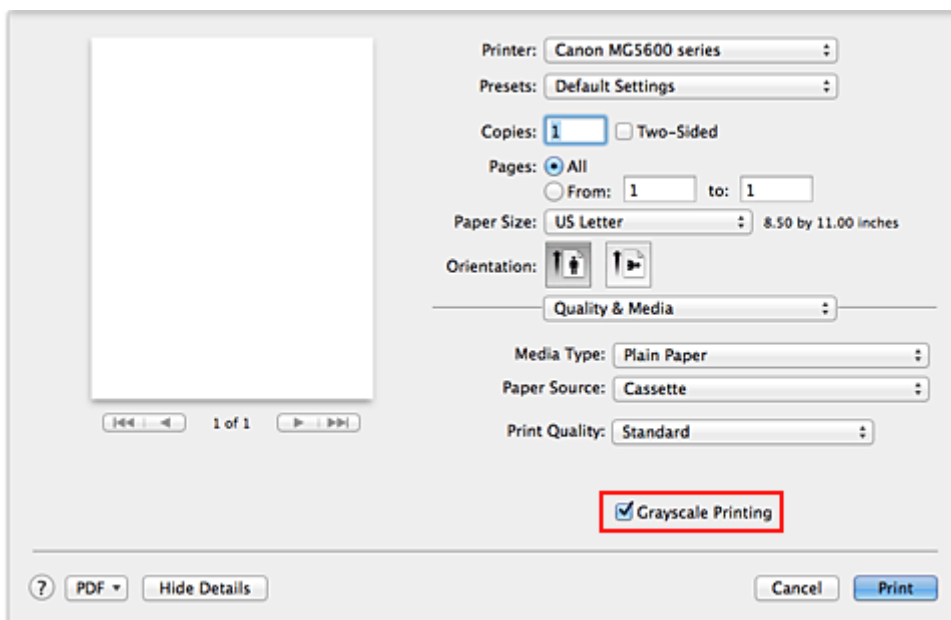 Printer: Canon MG5600 series
Presets: Default Settings
Copies: 1 Two-Sided
Pages: All
From: 1 to: 1
Paper Size: US Letter 8.50 by 11.00 inches
Orientation:
Quality & Media
Media Type: Plain Paper
Paper Source: Cassette
1 of 1
Print Quality: Standard
Grayscale Printing
? PDF Hide Details Cancel Print